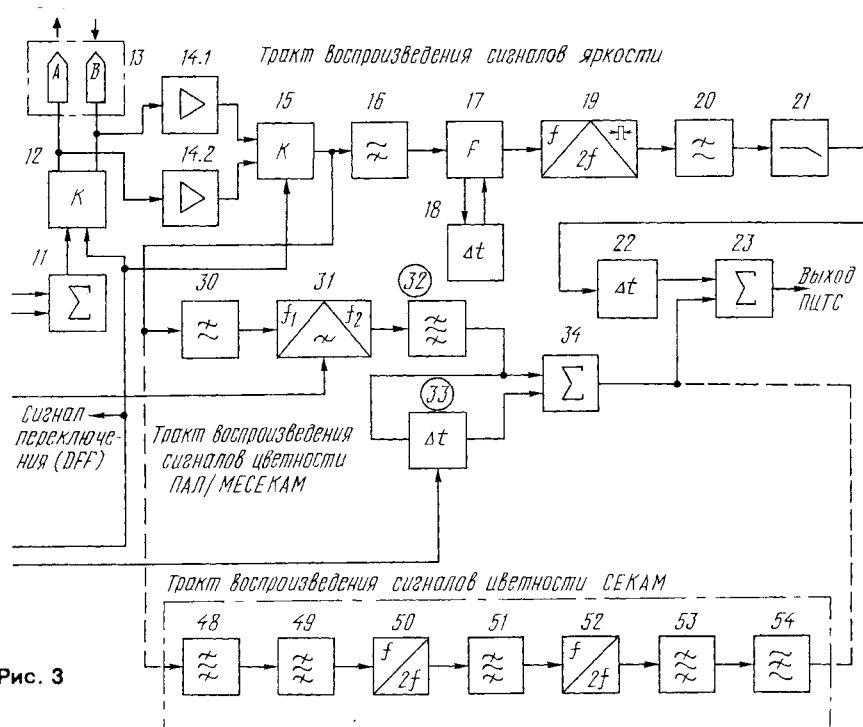 Тракт воспроизведения сигналов яркости
А
В
13
14.1
14.2
15
К
16
17
F
18
Δt
19
f
2f
20
21
12
К
11
Σ
22
Δt
23
Σ
Выход
ПЦТС
30
31
f1
f2
32
33
Δt
34
Σ
Сигнал
переключе-
ния (DFF)
Тракт воспроизведения
сигналов цветности
ПАЛ/МЕСЕКАМ
Тракт воспроизведения сигналов цветности СЕКАМ
48
49
50
f
2f
51
52
f
2f
53
54
Рис. 3